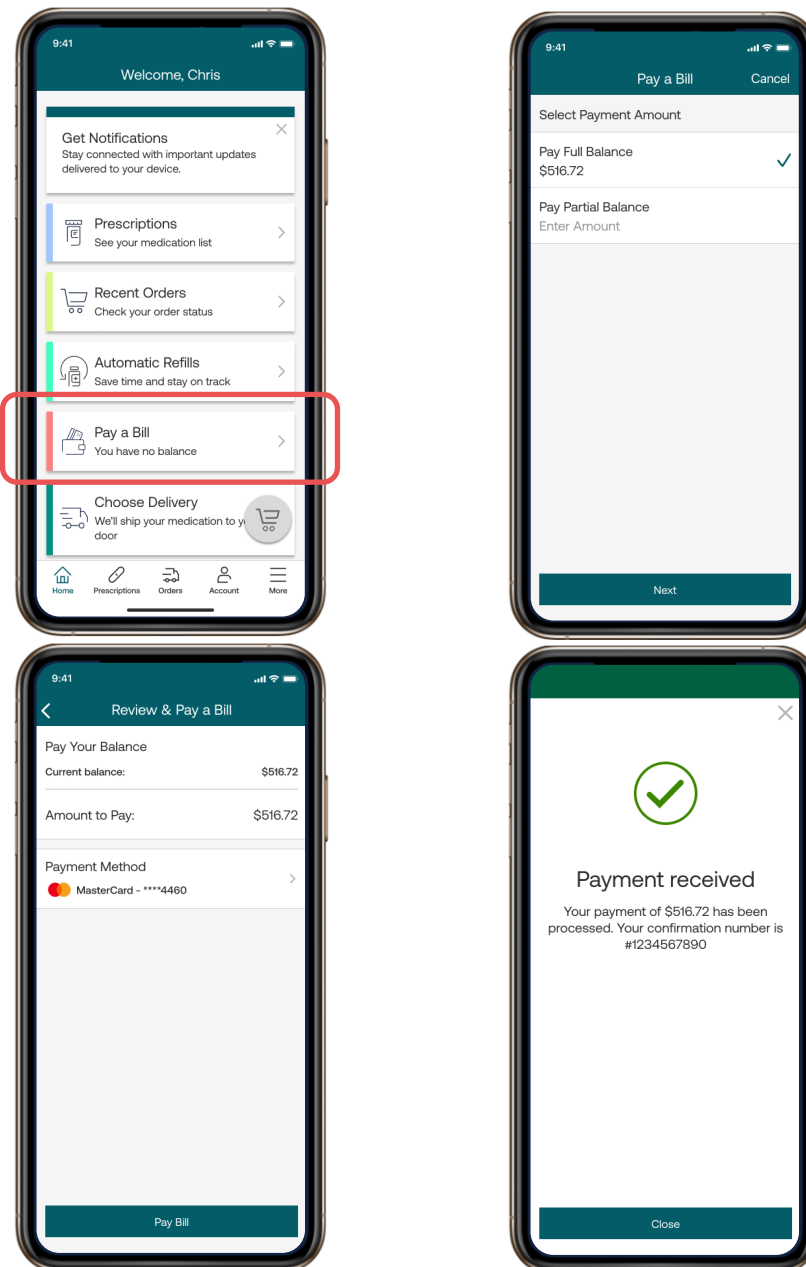 9:41
Welcome, Chris
Get Notifications
Stay connected with important updates
delivered to your device.
Prescriptions
See your medication list
Recent Orders
Check your order status
Automatic Refills
Save time and stay on track
Pay a Bill
You have no balance
Choose Delivery
We'll ship your medication to
door
Home
Prescriptions
Orders
Account
More
9:41
Pay a Bill
Cancel
Select Payment Amount
Pay Full Balance
$516.72
Pay Partial Balance
Enter Amount
Next
9:41
Review & Pay a Bill
Pay Your Balance
Current balance: $516.72
Amount to Pay: $516.72
Payment Method
MasterCard - ****4460
Pay Bill
Payment received
Your payment of $516.72 has been
processed. Your confirmation number is
#1234567890
Close